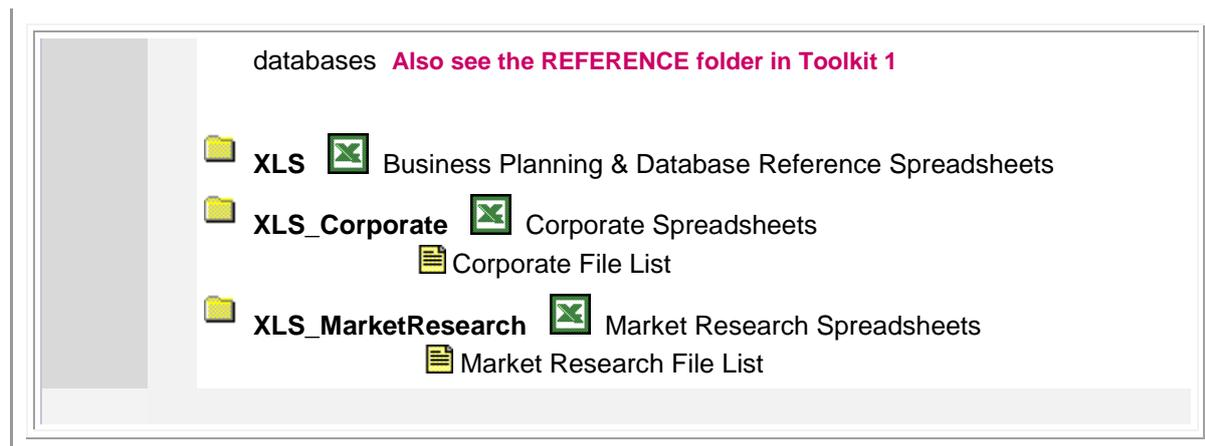 databases Also see the REFERENCE folder in Toolkit 1
XLS Business Planning & Database Reference Spreadsheets
XLS_Corporate Corporate Spreadsheets
Corporate File List
XLS_MarketResearch Market Research Spreadsheets
Market Research File List